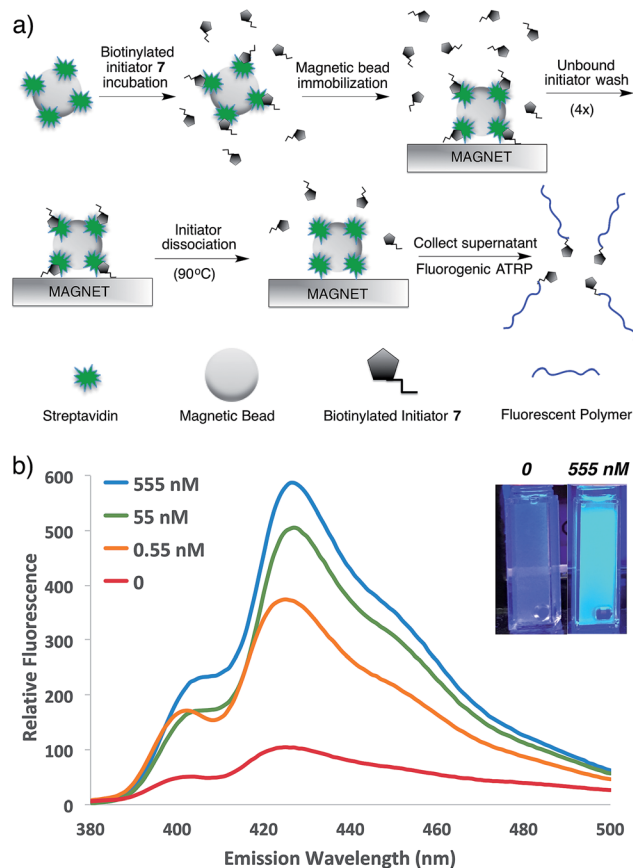 a)
Biotinylated
initiator 7
incubation
Magnetic bead
immobilization
Unbound
initiator wash
(4x)
MAGNET
MAGNET
Initiator
dissociation
(90°C)
MAGNET
Collect supernatant
Fluorogenic ATRP
Streptavidin
Magnetic Bead
Biotinylated Initiator 7
Fluorescent Polymer
b)
0 555 nM
600
500
400
300
200
100
0
Relative Fluorescence
555 nM
55 nM
0.55 nM
0
380 400 420 440 460 480 500
Emission Wavelength (nm)